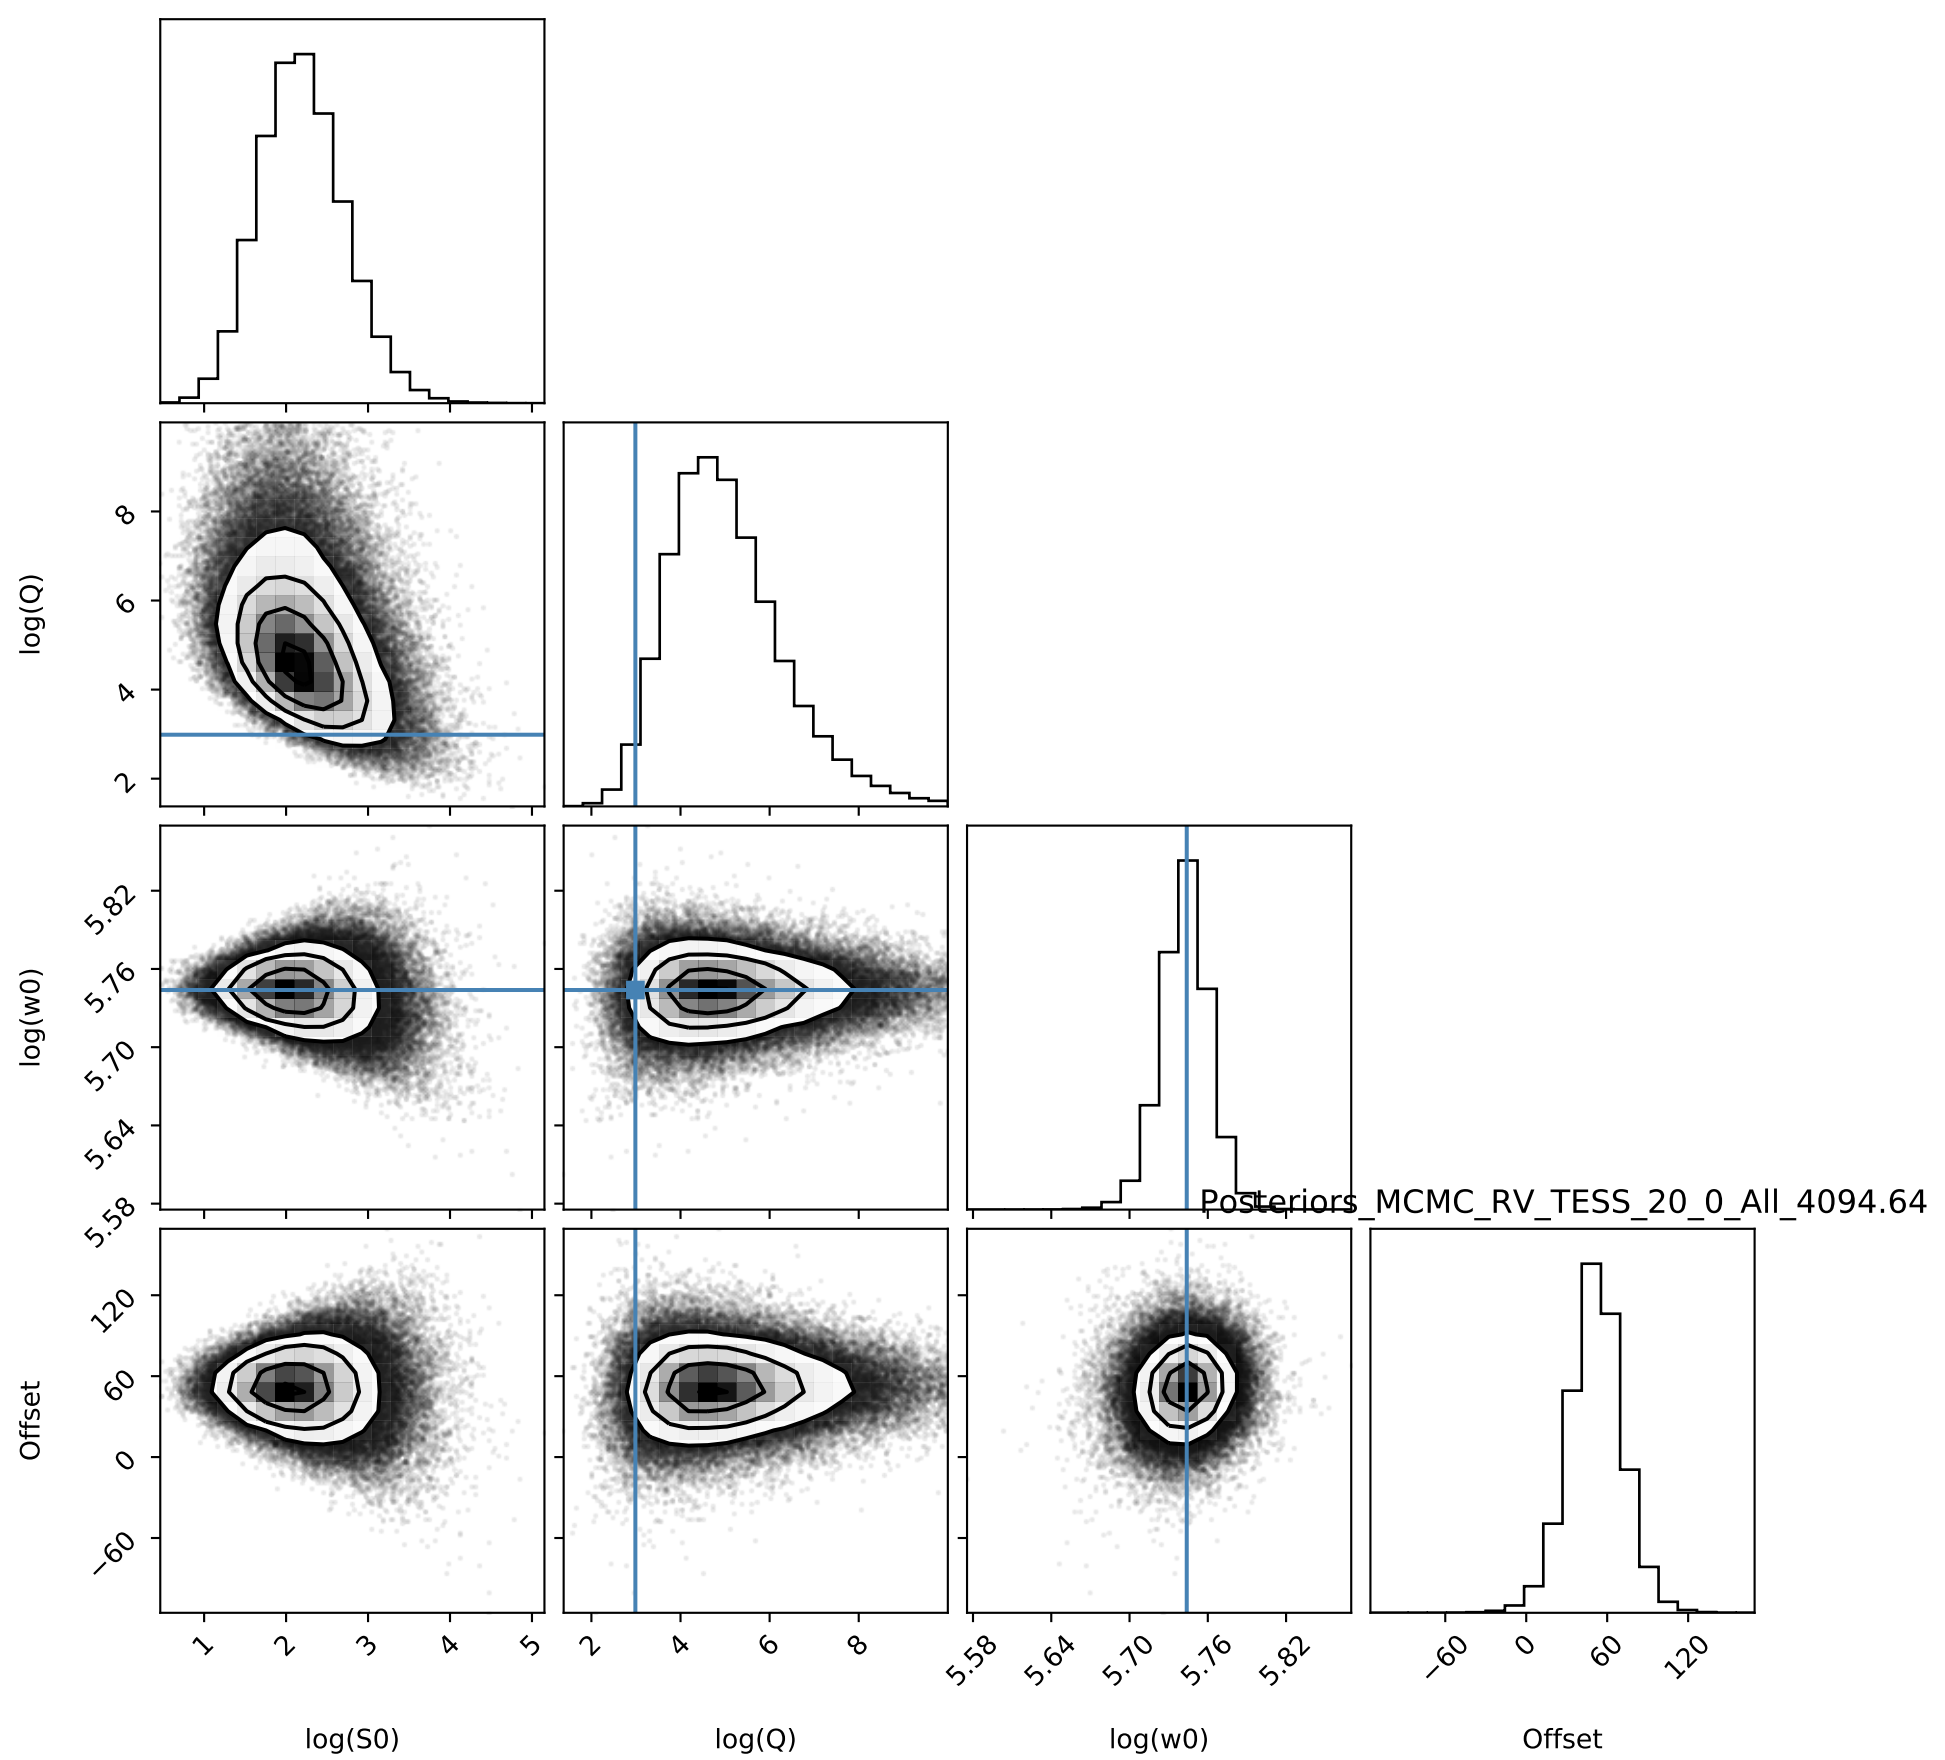 log(Q)
8
6
4
2
log(w0)
5.82
5.76
5.70
5.64
5.58
Posteriors_MCMC_RV_TESS_20_0_All_4094.64
Offset
120
60
0
−60
1 2 3 4 5
2 4 6 8
5.58 5.64 5.70 5.76 5.82
−60 0 60 120
log(S0)
log(Q)
log(w0)
Offset